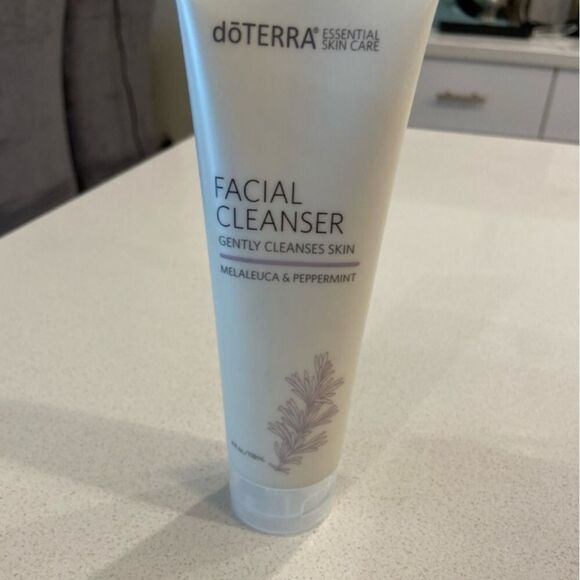 dōTERRA® ESSENTIAL
SKIN CARE
FACIAL
CLEANSER
GENTLY CLEANSES SKIN
MELALEUCA & PEPPERMINT